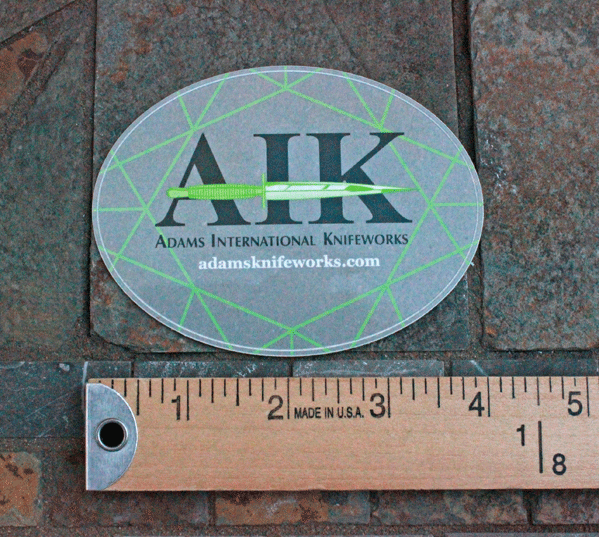 AIK
ADAMS INTERNATIONAL KNIFEWORKS
adamsknifeworks.com
1 2 MADE IN U.S.A. 3 4 5
1
8